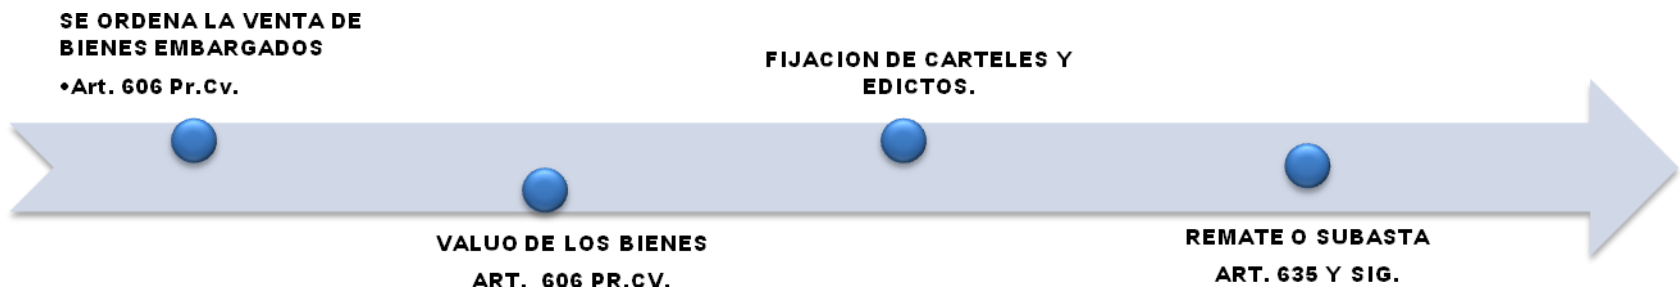 SE ORDENA LA VENTA DE
BIENES EMBARGADOS
•Art. 606 Pr.Cv.
VALUO DE LOS BIENES
ART. 606 PR.CV.
FIJACION DE CARTELES Y
EDICTOS.
REMATE O SUBASTA
ART. 635 Y SIG.